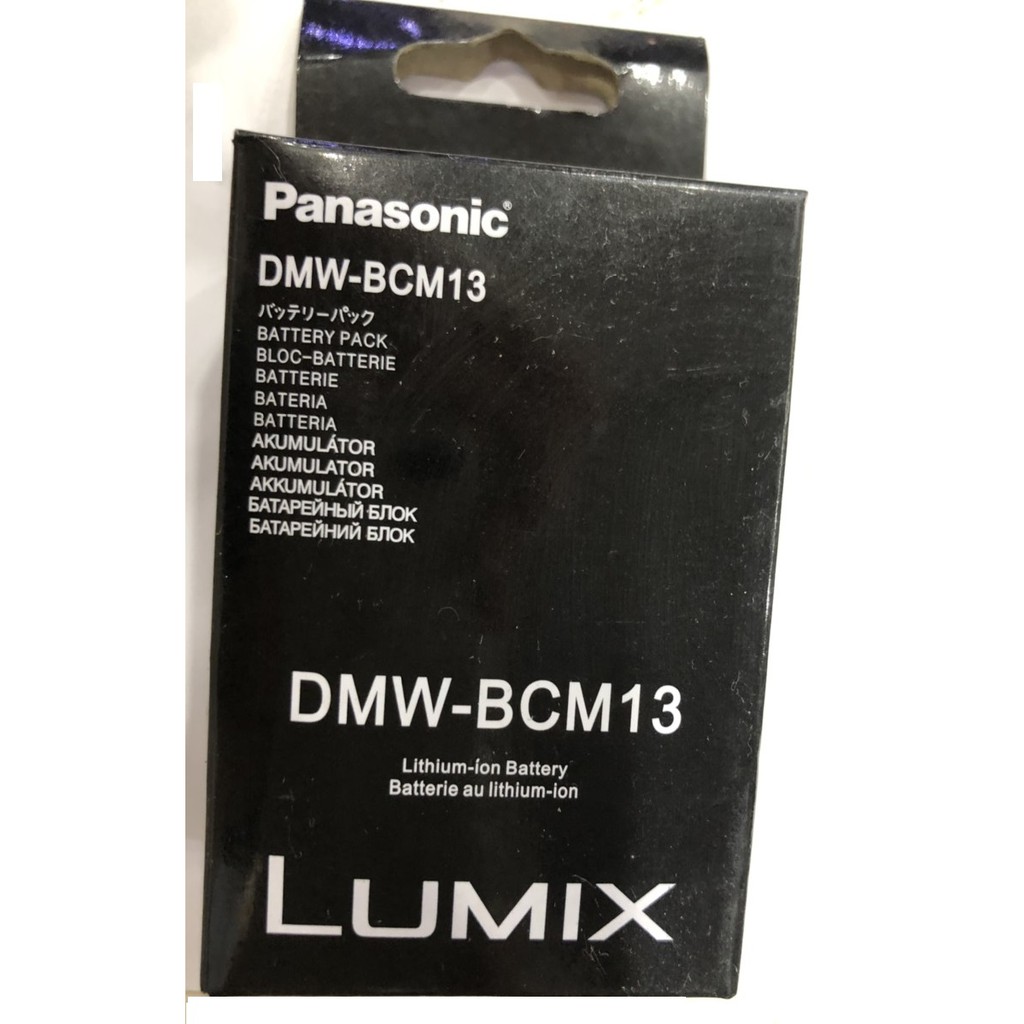 Panasonic®
DMW-BCM13
バッテリーパック
BATTERY PACK
BLOC-BATTERIE
BATTERIE
BATERIA
BATTERIA
AKUMULÁTOR
AKUMULATOR
AKKUMULÁTOR
БАТАРЕЙНЫЙ БЛОК
БАТАРЕЙНИЙ БЛОК
DMW-BCM13
Lithium-íon Battery
Batterie au lithium-ion
LUMIX